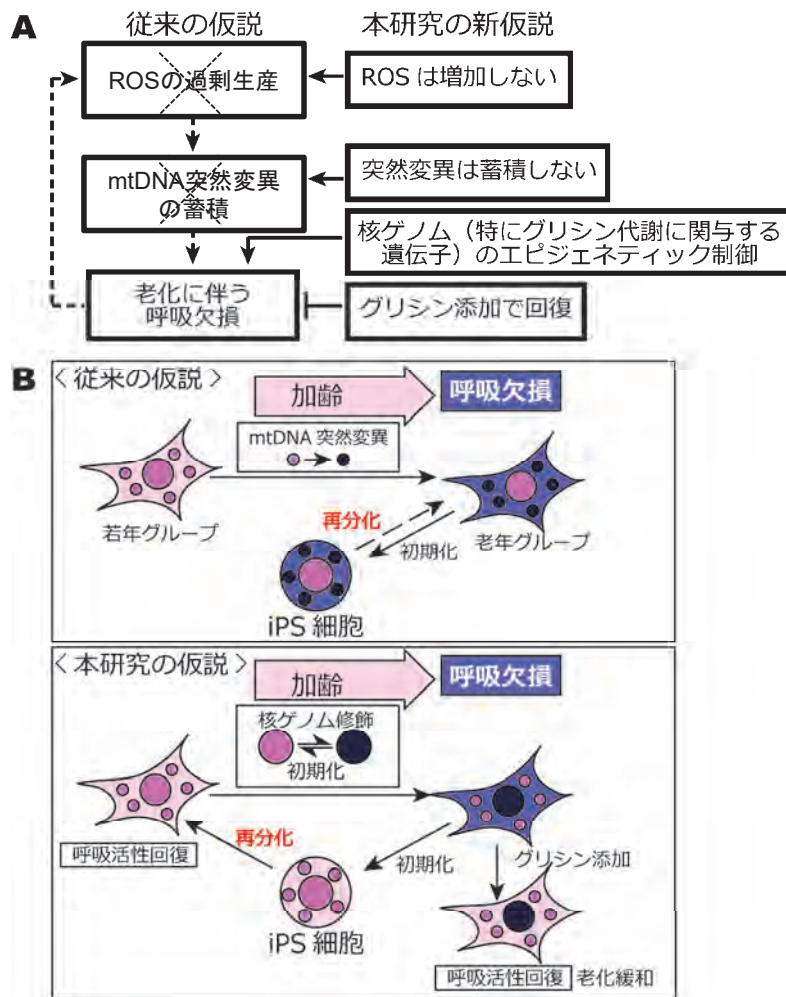 A
従来の仮説
本研究の新仮説
ROSの過剰生産
ROS は増加しない
mtDNA突然変異
の蓄積
突然変異は蓄積しない
核ゲノム（特にグリシン代謝に関与する
遺伝子）のエピジェネティック制御
老化に伴う
呼吸欠損
グリシン添加で回復
B
< 従来の仮説 >
加齢
呼吸欠損
mtDNA 突然変異
若年グループ
再分化
初期化
老年グループ
iPS 細胞
< 本研究の仮説 >
加齢
呼吸欠損
核ゲノム修飾
初期化
呼吸活性回復
再分化
初期化
グリシン添加
iPS 細胞
呼吸活性回復 老化緩和